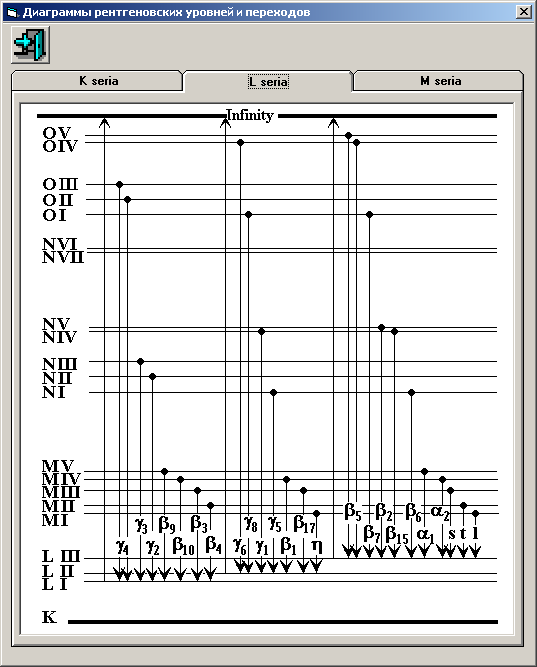 Диаграммы рентгеновских уровней и переходов
K seria
L seria
M seria
Infinity
O V
O IV
O III
O II
O I
N VI
N VII
N V
N IV
N III
N II
N I
M V
M IV
M III
M II
M I
γ4 γ3 γ2 β9 β10 β3 β4 γ6 γ8 γ1 γ5 β1 β17 η β5 β7 β2 β15 β6 α1 α2 s t l
L III
L II
L I
K